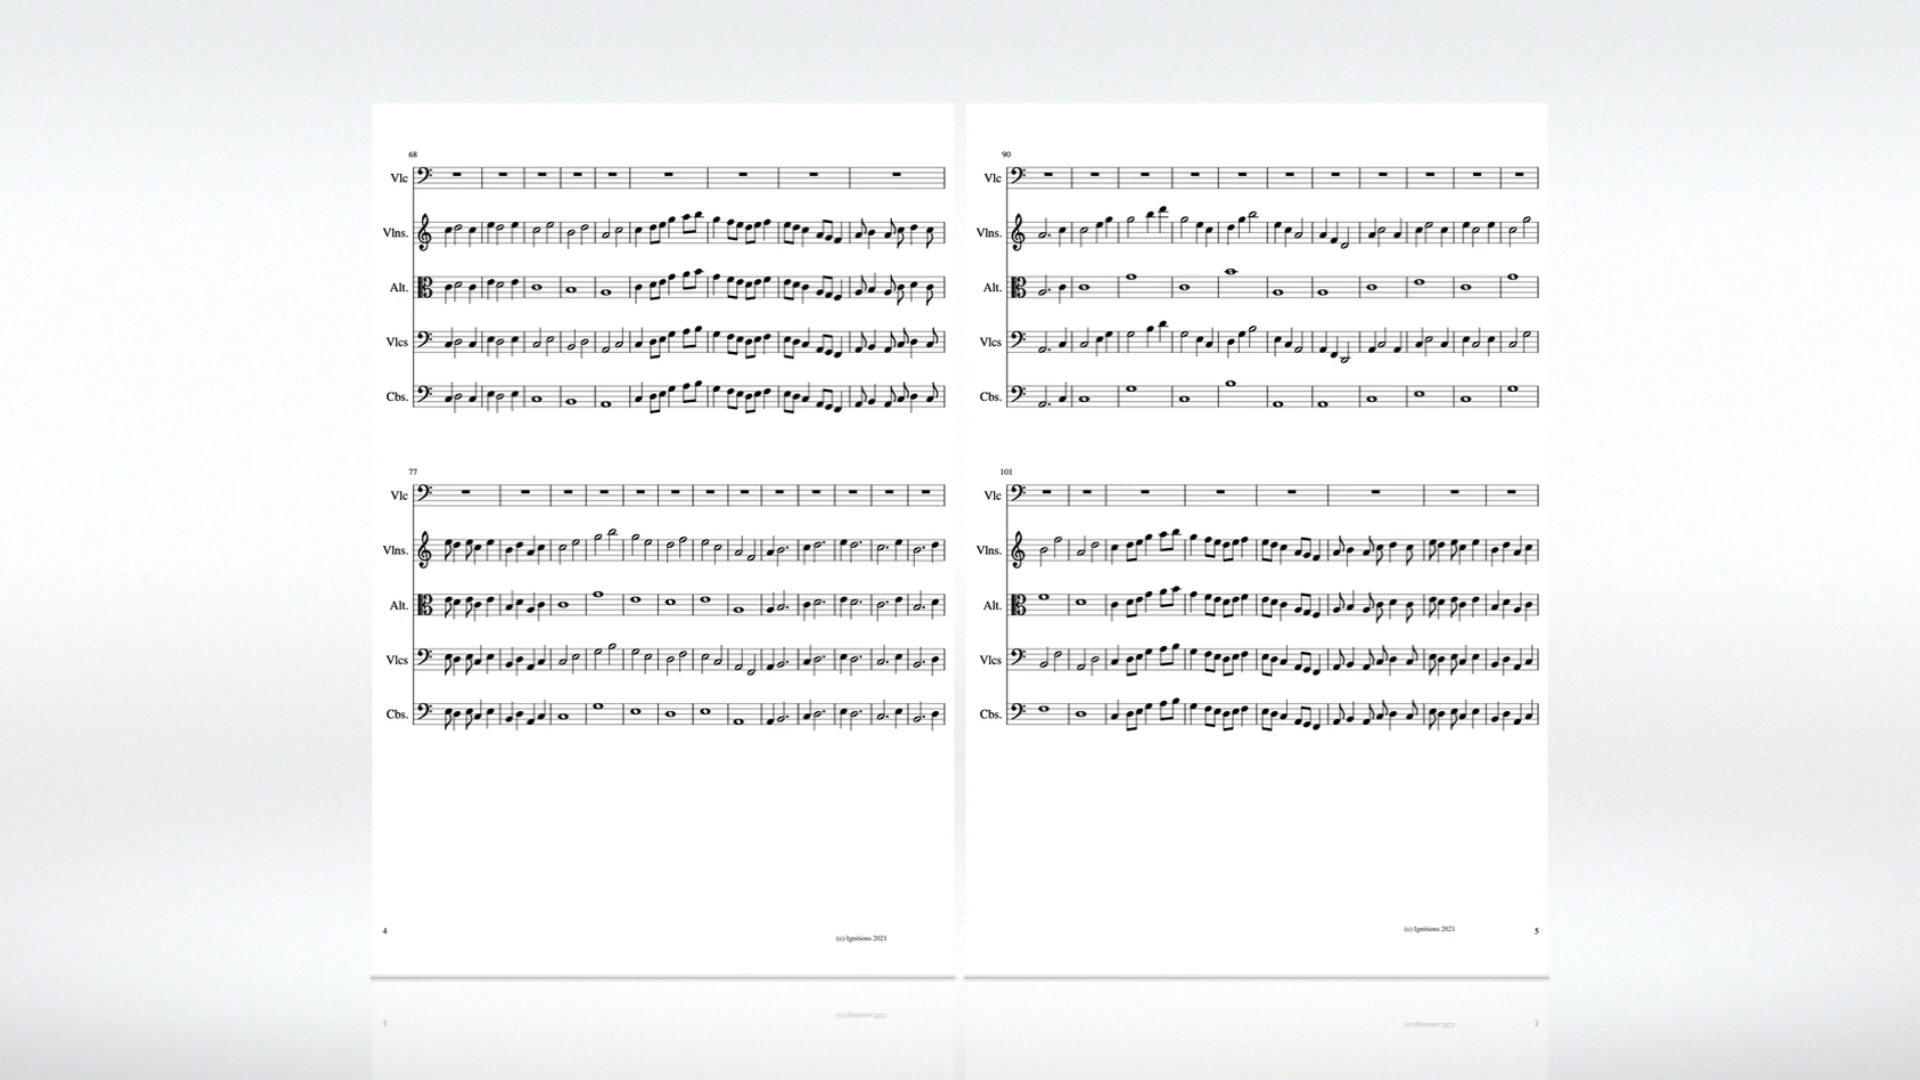 68
Vlc
Vlns.
Alt.
Vlcs
Cbs.
77
Vlc
Vlns.
Alt.
Vlcs
Cbs.
4
(c) Ignitions 2021
90
Vlc
Vlns.
Alt.
Vlcs
Cbs.
101
Vlc
Vlns.
Alt.
Vlcs
Cbs.
(c) Ignitions 2021
5